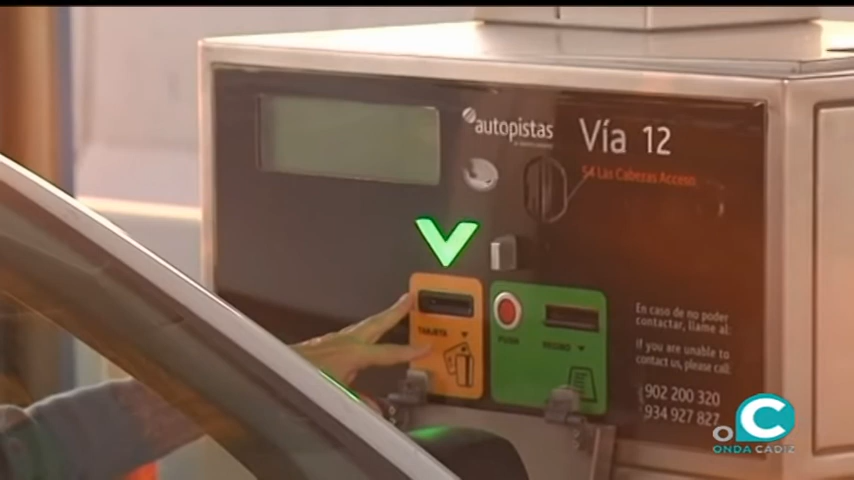 autopistas
Vía 12
54 Las Cabezas Acceso
TARJETA
PULSA
RECIBO
En caso de no poder
contactar, llame al:
If you are unable to
contact us, please call:
902 200 320
934 927 827
ONDA CÁDIZ